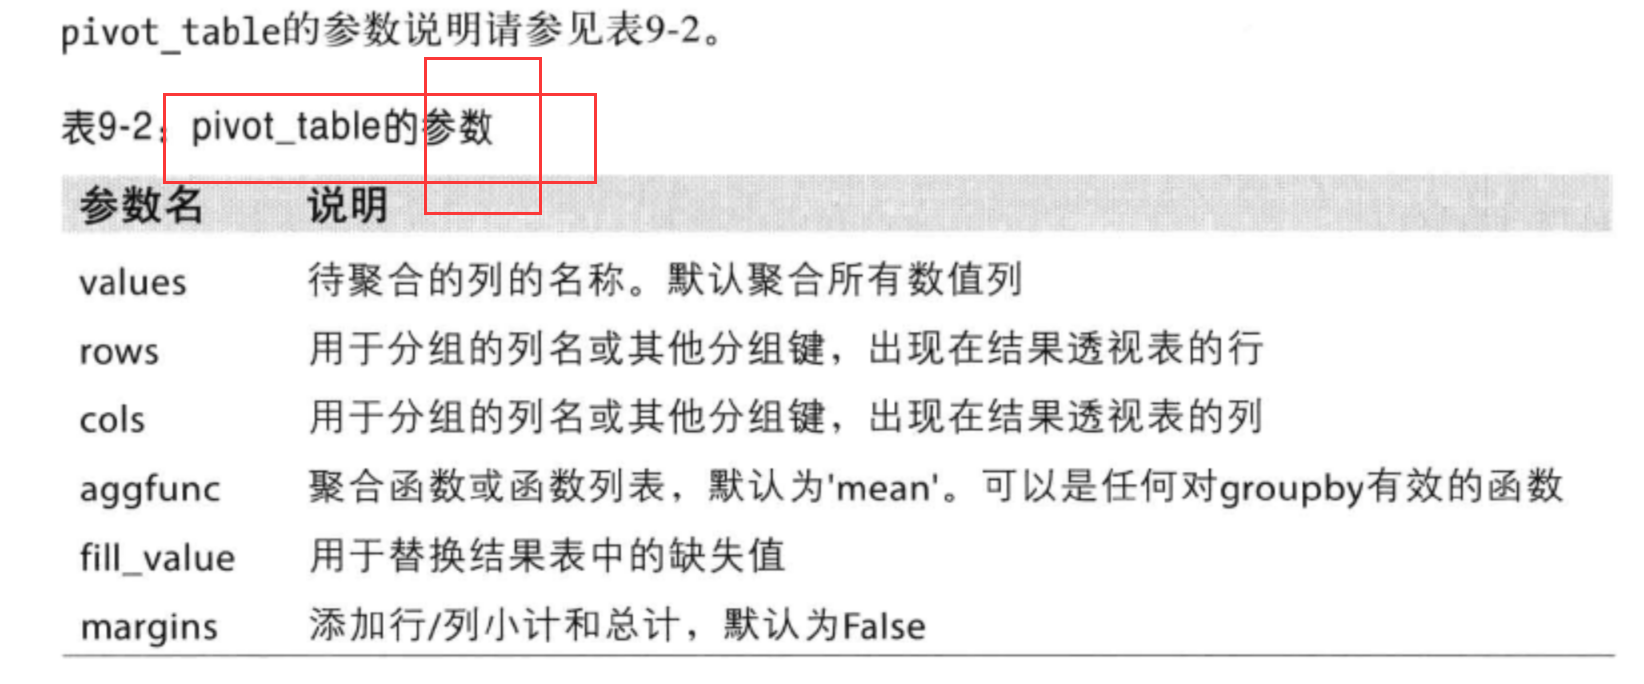 pivot_table的参数说明请参见表9-2。
表9-2：pivot_table的参数
参数名 说明
values 待聚合的列的名称。默认聚合所有数值列
rows 用于分组的列名或其他分组键，出现在结果透视表的行
cols 用于分组的列名或其他分组键，出现在结果透视表的列
aggfunc 聚合函数或函数列表，默认为'mean'。可以是任何对groupby有效的函数
fill_value 用于替换结果表中的缺失值
margins 添加行/列小计和总计，默认为False